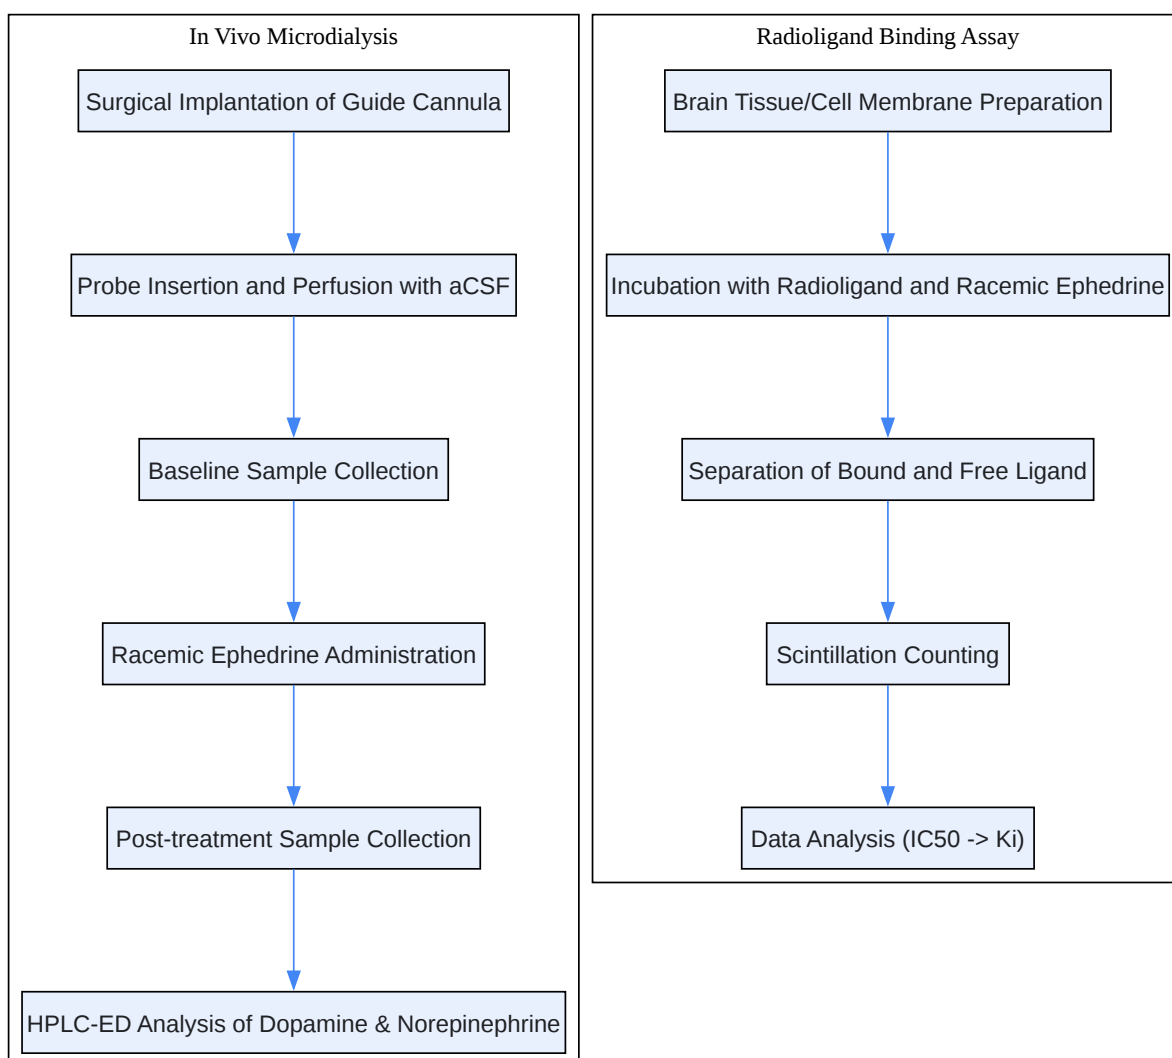 In Vivo Microdialysis
Surgical Implantation of Guide Cannula
Probe Insertion and Perfusion with aCSF
Baseline Sample Collection
Racemic Ephedrine Administration
Post-treatment Sample Collection
HPLC-ED Analysis of Dopamine & Norepinephrine
Radioligand Binding Assay
Brain Tissue/Cell Membrane Preparation
Incubation with Radioligand and Racemic Ephedrine
Separation of Bound and Free Ligand
Scintillation Counting
Data Analysis (IC50 -> Ki)